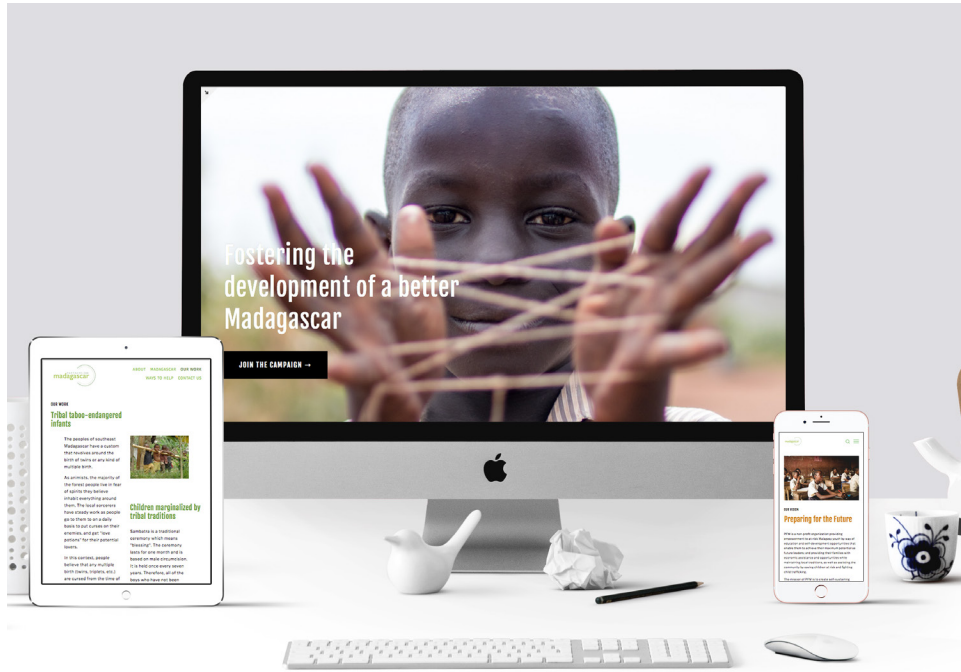 Fostering the
development of a better
Madagascar
JOIN THE CAMPAIGN →
madagascar
ABOUT MADAGASCAR OUR WORK
WAYS TO HELP CONTACT US
OUR WORK
Tribal taboo-endangered
infants
The peoples of southeast
Madagascar have a custom
that revolves around the
birth of twins or any kind of
multiple birth.
As animists, the majority of
the forest people live in fear
of spirits they believe
inhabit everything around
them. The local sorcerers
have steady work as people
go to them on a daily
basis to put curses on their
enemies, and get "love
potions" for their potential
lovers.
In this context, people
believe that any multiple
birth (twins, triplets, etc.)
are cursed from the time of
Children marginalized by
tribal traditions
Sambatra is a traditional
ceremony which means
"blessing". The ceremony
lasts for one month and is
based on male circumcision.
It is held once every seven
years. Therefore, all of the
boys who have not been
OUR VISION
Preparing for the Future